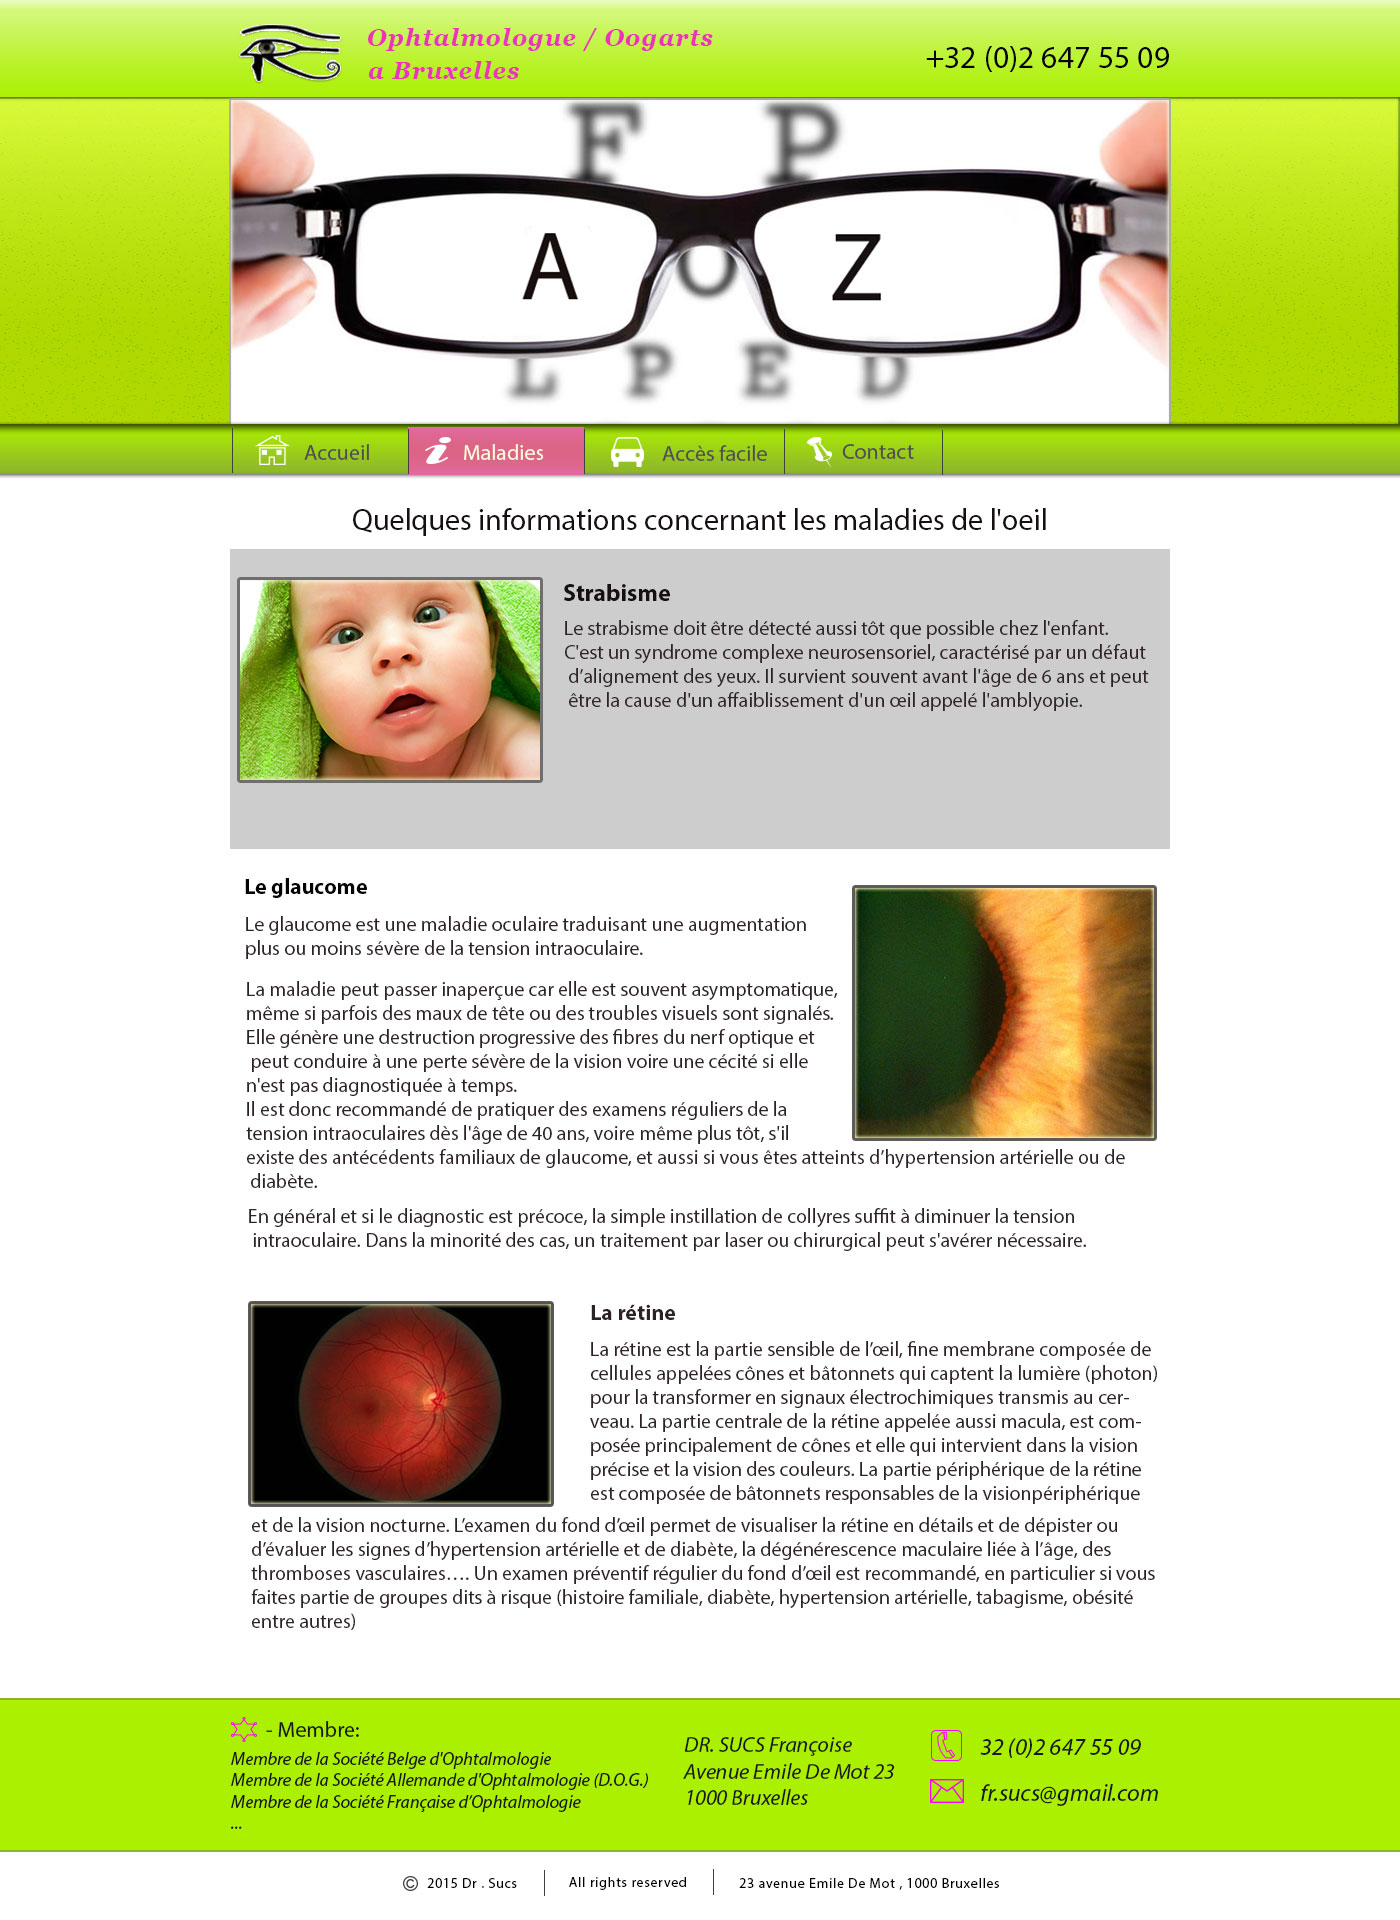 Ophtalmologue / Oogarts
a Bruxelles
+32 (0)2 647 55 09
F P
A O Z
L P E D
Accueil
Maladies
Accès facile
Contact
Quelques informations concernant les maladies de l'oeil
Strabisme
Le strabisme doit être détecté aussi tôt que possible chez l'enfant.
C'est un syndrome complexe neurosensoriel, caractérisé par un défaut
d’alignement des yeux. Il survient souvent avant l'âge de 6 ans et peut
être la cause d'un affaiblissement d'un œil appelé l'amblyopie.
Le glaucome
Le glaucome est une maladie oculaire traduisant une augmentation
plus ou moins sévère de la tension intraoculaire.
La maladie peut passer inaperçue car elle est souvent asymptomatique,
même si parfois des maux de tête ou des troubles visuels sont signalés.
Elle génère une destruction progressive des fibres du nerf optique et
peut conduire à une perte sévère de la vision voire une cécité si elle
n'est pas diagnostiquée à temps.
Il est donc recommandé de pratiquer des examens réguliers de la
tension intraoculaires dès l'âge de 40 ans, voire même plus tôt, s'il
existe des antécédents familiaux de glaucome, et aussi si vous êtes atteints d’hypertension artérielle ou de
diabète.
En général et si le diagnostic est précoce, la simple instillation de collyres suffit à diminuer la tension
intraoculaire. Dans la minorité des cas, un traitement par laser ou chirurgical peut s'avérer nécessaire.
La rétine
La rétine est la partie sensible de l’œil, fine membrane composée de
cellules appelées cônes et bâtonnets qui captent la lumière (photon)
pour la transformer en signaux électrochimiques transmis au cer-
veau. La partie centrale de la rétine appelée aussi macula, est com-
posée principalement de cônes et elle qui intervient dans la vision
précise et la vision des couleurs. La partie périphérique de la rétine
est composée de bâtonnets responsables de la visionpériphérique
et de la vision nocturne. L’examen du fond d’œil permet de visualiser la rétine en détails et de dépister ou
d’évaluer les signes d’hypertension artérielle et de diabète, la dégénérescence maculaire liée à l’âge, des
thromboses vasculaires…. Un examen préventif régulier du fond d’œil est recommandé, en particulier si vous
faites partie de groupes dits à risque (histoire familiale, diabète, hypertension artérielle, tabagisme, obésité
entre autres)
- Membre:
Membre de la Société Belge d'Ophtalmologie
Membre de la Société Allemande d'Ophtalmologie (D.O.G.)
Membre de la Société Française d’Ophtalmologie
...
DR. SUCS Françoise
Avenue Emile De Mot 23
1000 Bruxelles
32 (0)2 647 55 09
fr.sucs@gmail.com
© 2015 Dr . Sucs
All rights reserved
23 avenue Emile De Mot , 1000 Bruxelles